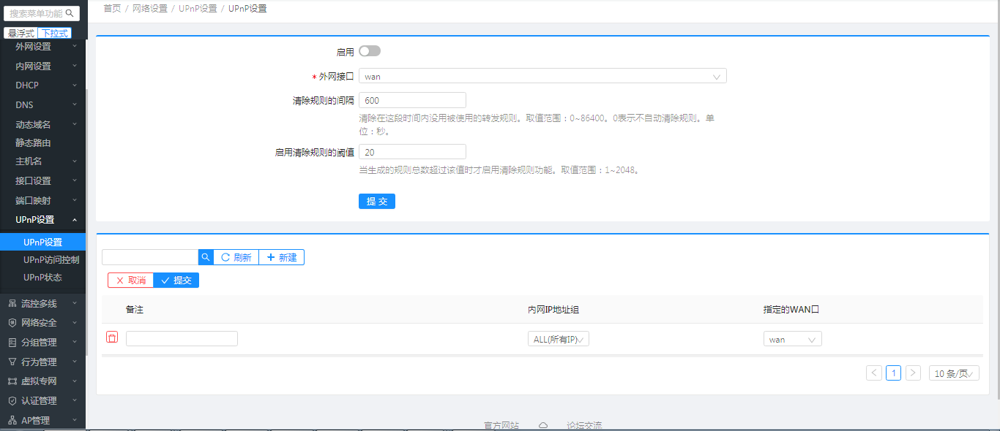 搜索菜单功能
悬浮式 下拉式
外网设置
内网设置
DHCP
DNS
动态域名
静态路由
主机名
接口设置
端口映射
UPnP设置
UPnP设置
UPnP访问控制
UPnP状态
流控多线
网络安全
分组管理
行为管理
虚拟专网
认证管理
AP管理
首页 / 网络设置 / UPnP设置 / UPnP设置
启用
* 外网接口 wan
清除规则的间隔 600
清除在这段时间内没用被使用的转发规则。取值范围：0~86400。0表示不自动清除规则。单
位：秒。
启用清除规则的阈值 20
当生成的规则总数超过该值时才启用清除规则功能。取值范围：1~2048。
提 交
刷新 新建
取消 提交
备注 内网IP地址组 指定的WAN口
ALL(所有IP) wan
1 10 条/页
官方网站 论坛交流